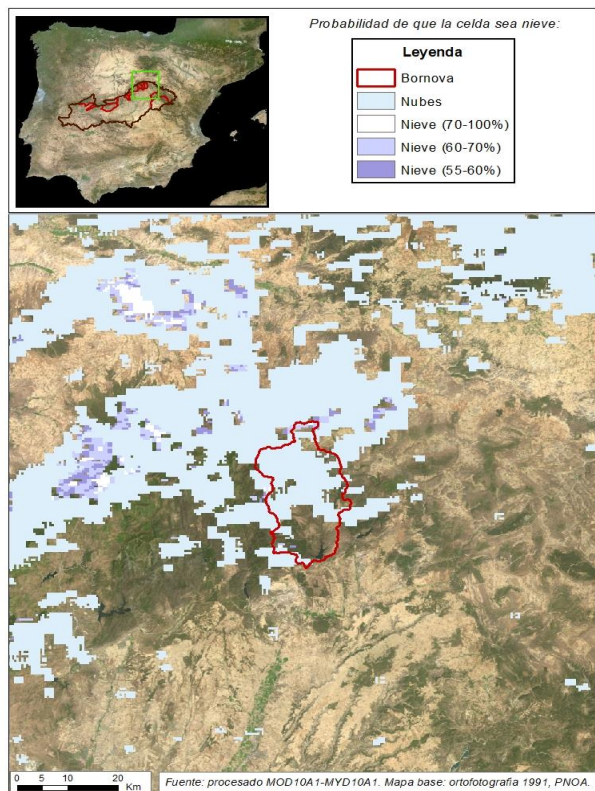 Probabilidad de que la celda sea nieve:
Leyenda
Bornova
Nubes
Nieve (70-100%)
Nieve (60-70%)
Nieve (55-60%)
0 5 10 20
Km
Fuente: procesado MOD10A1-MYD10A1. Mapa base: ortofotografia 1991, PNOA.